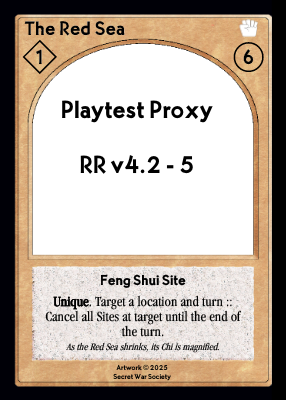 The Red Sea
1
6
Playtest Proxy
RR v4.2 - 5
Feng Shui Site
Unique. Target a location and turn ::
Cancel all Sites at target until the end of
the turn.
As the Red Sea shrinks, its Chi is magnified.
Artwork © 2025
Secret War Society